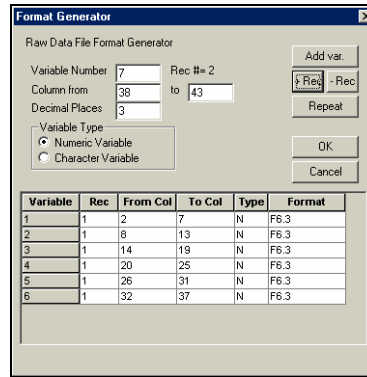 Format Generator
Raw Data File Format Generator
Add var.
Variable Number 7 Rec #= 2
+ Rec - Rec
Column from 38 to 43
Decimal Places 3
Repeat
Variable Type
Numeric Variable
Character Variable
OK
Cancel
Variable Rec From Col To Col Type Format
1 1 2 7 N F6.3
2 1 8 13 N F6.3
3 1 14 19 N F6.3
4 1 20 25 N F6.3
5 1 26 31 N F6.3
6 1 32 37 N F6.3